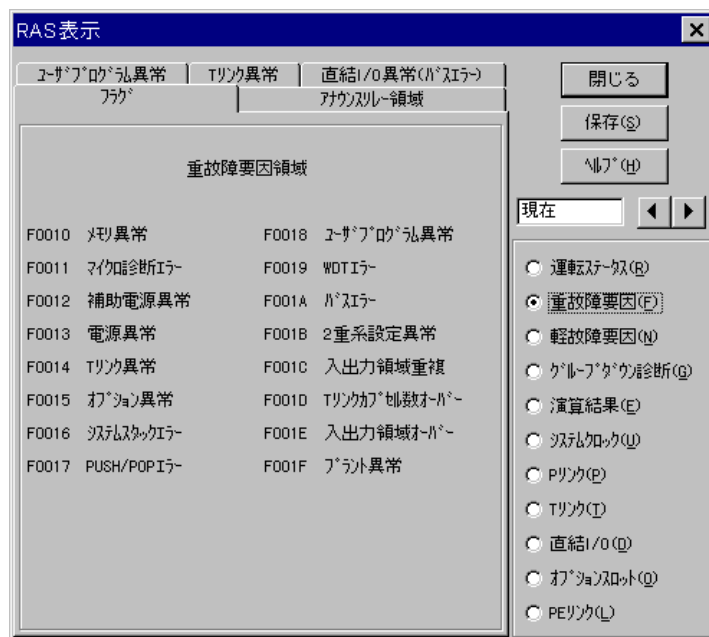 RAS表示
ﾕｰｻﾞﾌﾟﾛｸﾞﾗﾑ異常 Tﾘﾝｸ異常 直結I/O異常(ﾊﾞｽｴﾗｰ)
ﾌﾗｸﾞ ｱﾅｳﾝｽﾘﾚｰ領域
重故障要因領域
F0010 ﾒﾓﾘ異常 F0018 ﾕｰｻﾞﾌﾟﾛｸﾞﾗﾑ異常
F0011 ﾏｲｸﾛ診断ｴﾗｰ F0019 WDTｴﾗｰ
F0012 補助電源異常 F001A ﾊﾞｽｴﾗｰ
F0013 電源異常 F001B 2重系設定異常
F0014 Tﾘﾝｸ異常 F001C 入出力領域重複
F0015 ｵﾌﾟｼｮﾝ異常 F001D Tﾘﾝｸｶﾌﾟｾﾙ数ｵｰﾊﾞｰ
F0016 ｼｽﾃﾑｽﾀｯｸｴﾗｰ F001E 入出力領域ｵｰﾊﾞｰ
F0017 PUSH/POPｴﾗｰ F001F ﾌﾟﾗﾝﾄ異常
閉じる
保存(S)
ﾍﾙﾌﾟ(H)
現在
運転ｽﾃｰﾀｽ(R)
重故障要因(F)
軽故障要因(N)
ｸﾞﾙｰﾌﾟﾀﾞｳﾝ診断(G)
演算結果(E)
ｼｽﾃﾑｸﾛｯｸ(U)
Pﾘﾝｸ(P)
Tﾘﾝｸ(T)
直結I/O(D)
ｵﾌﾟｼｮﾝｽﾛｯﾄ(O)
PEﾘﾝｸ(L)